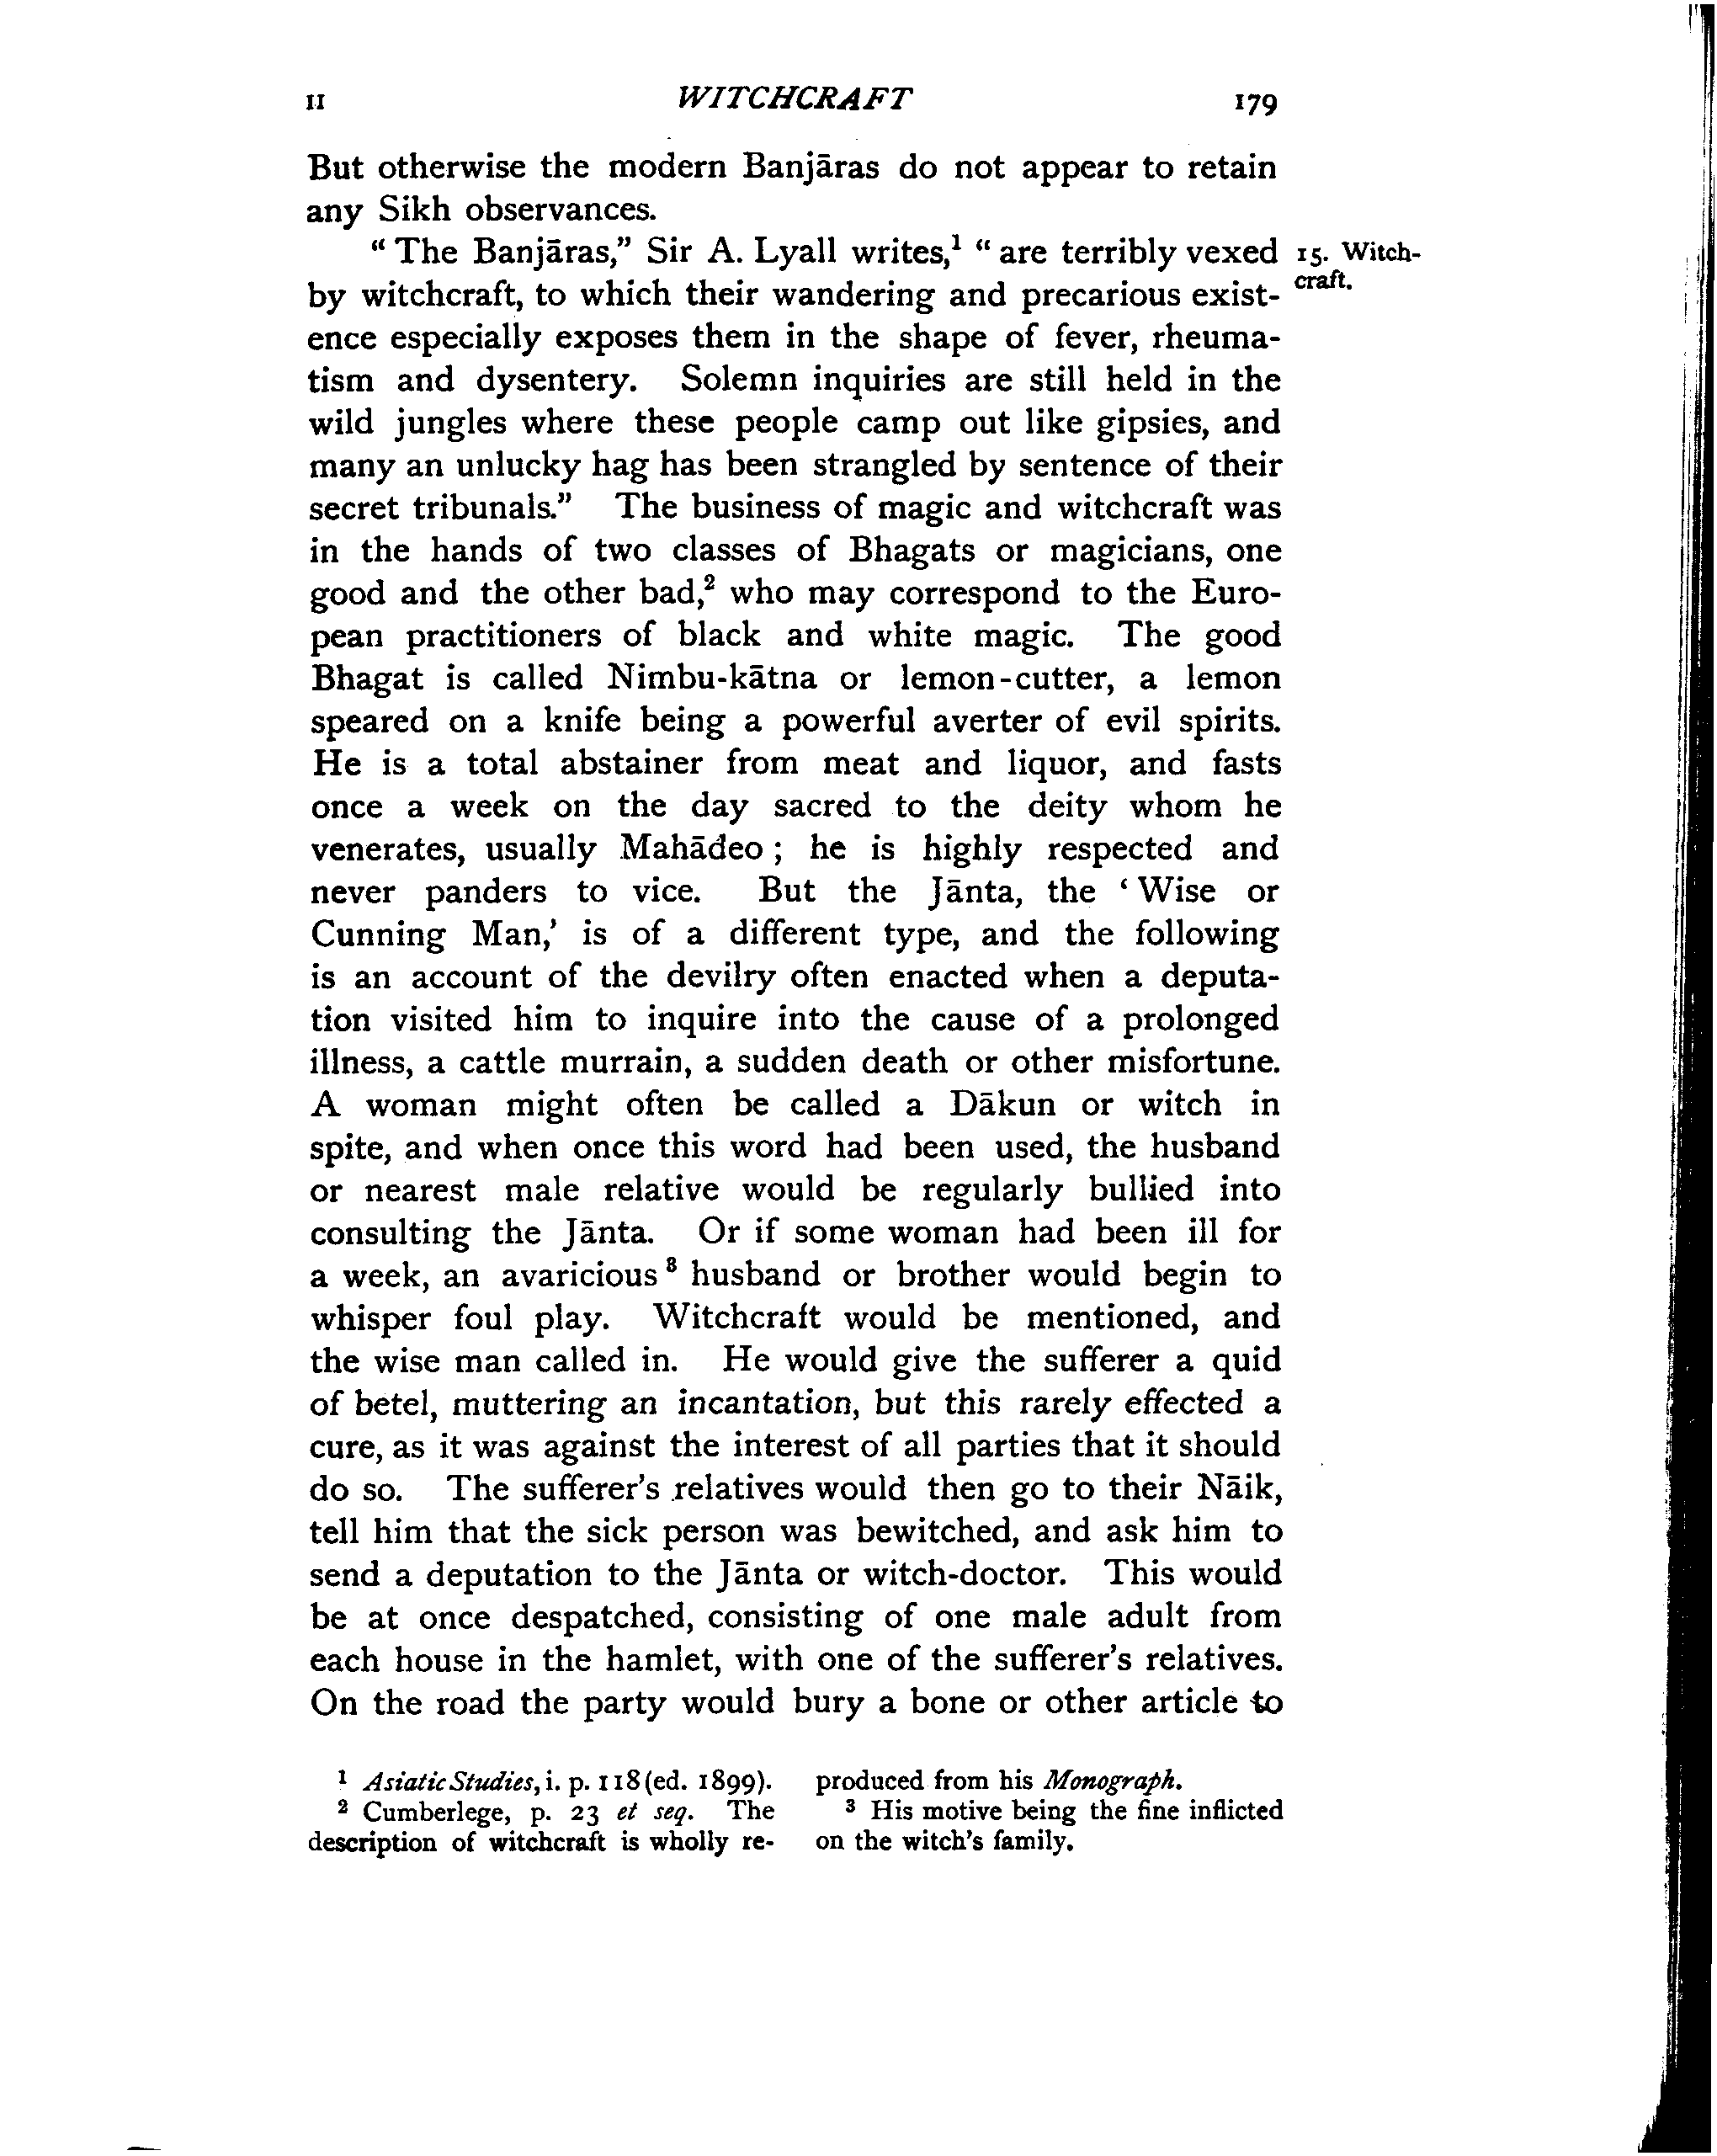 II WITCHCRAFT 179
But otherwise the modern Banjāras do not appear to retain
any Sikh observances.
“ The Banjāras,” Sir A. Lyall writes,¹ “ are terribly vexed
15. Witch-
craft.
by witchcraft, to which their wandering and precarious exist-
ence especially exposes them in the shape of fever, rheuma-
tism and dysentery. Solemn inquiries are still held in the
wild jungles where these people camp out like gipsies, and
many an unlucky hag has been strangled by sentence of their
secret tribunals.” The business of magic and witchcraft was
in the hands of two classes of Bhagats or magicians, one
good and the other bad,² who may correspond to the Euro-
pean practitioners of black and white magic. The good
Bhagat is called Nimbu-kātna or lemon-cutter, a lemon
speared on a knife being a powerful averter of evil spirits.
He is a total abstainer from meat and liquor, and fasts
once a week on the day sacred to the deity whom he
venerates, usually Mahādeo ; he is highly respected and
never panders to vice. But the Jānta, the ‘ Wise or
Cunning Man,’ is of a different type, and the following
is an account of the devilry often enacted when a deputa-
tion visited him to inquire into the cause of a prolonged
illness, a cattle murrain, a sudden death or other misfortune.
A woman might often be called a Dākun or witch in
spite, and when once this word had been used, the husband
or nearest male relative would be regularly bullied into
consulting the Jānta. Or if some woman had been ill for
a week, an avaricious ³ husband or brother would begin to
whisper foul play. Witchcraft would be mentioned, and
the wise man called in. He would give the sufferer a quid
of betel, muttering an incantation, but this rarely effected a
cure, as it was against the interest of all parties that it should
do so. The sufferer’s relatives would then go to their Nāik,
tell him that the sick person was bewitched, and ask him to
send a deputation to the Jānta or witch-doctor. This would
be at once despatched, consisting of one male adult from
each house in the hamlet, with one of the sufferer’s relatives.
On the road the party would bury a bone or other article to
¹ Asiatic Studies, i. p. 118 (ed. 1899).
² Cumberlege, p. 23 et seq. The
description of witchcraft is wholly re-
produced from his Monograph.
³ His motive being the fine inflicted
on the witch’s family.